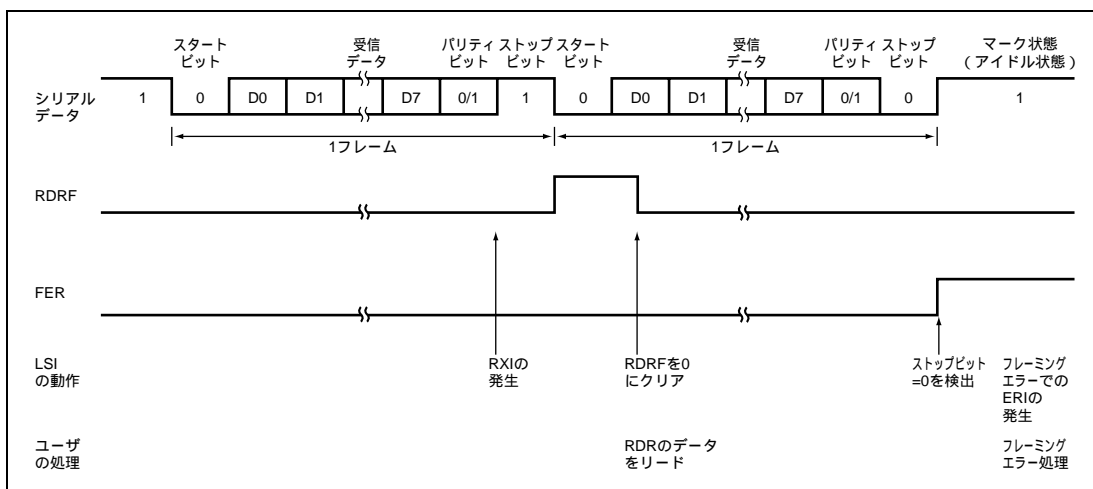 スタート
ビット
受信
データ
パリティ
ビット
ストップ
ビット
スタート
ビット
受信
データ
パリティ
ビット
ストップ
ビット
マーク状態
(アイドル状態)
シリアル
データ
1 0 D0 D1 D7 0/1 1 0 D0 D1 D7 0/1 0 1
1フレーム 1フレーム
RDRF
FER
LSI
の動作
RXIの
発生
RDRFを0
にクリア
ストップビット
=0を検出
フレーミング
エラーでの
ERIの
発生
ユーザ
の処理
RDRのデータ
をリード
フレーミング
エラー処理